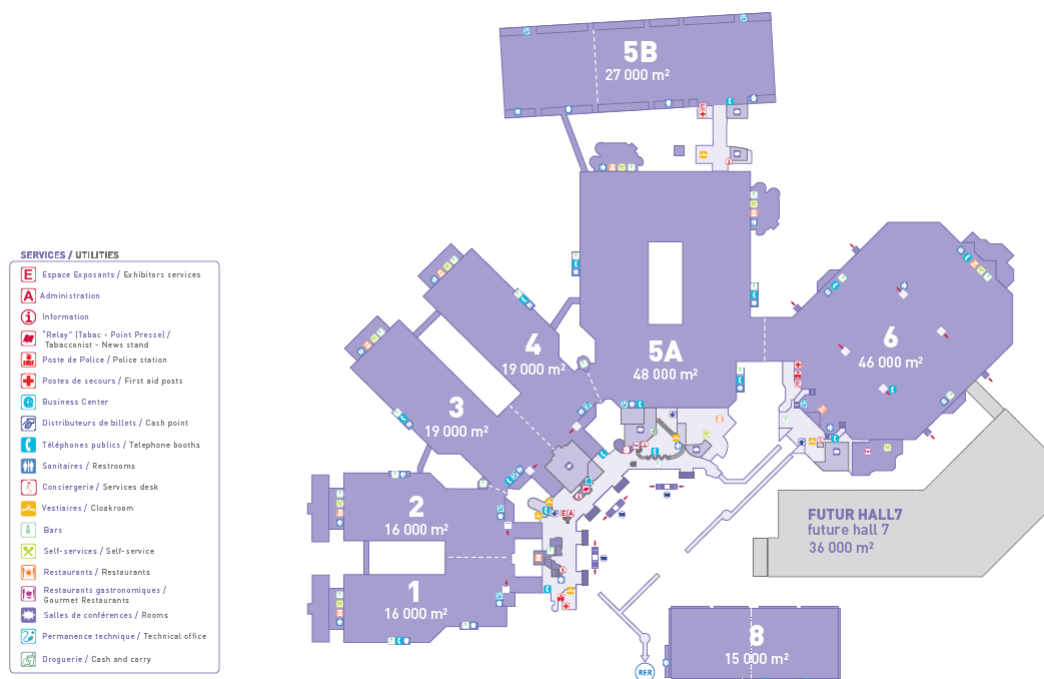 5B
27 000 m²
4
19 000 m²
5A
48 000 m²
6
46 000 m²
3
19 000 m²
2
16 000 m²
1
16 000 m²
FUTUR HALL7
future hall 7
36 000 m²
8
15 000 m²
RER
E A
SERVICES / UTILITIES
E Espace Exposants / Exhibitors services
A Administration
i Information
"Relay" (Tabac - Point Presse) /
Tabacconist - News stand
Poste de Police / Police station
Postes de secours / First aid posts
Business Center
Distributeurs de billets / Cash point
Téléphones publics / Telephone booths
Sanitaires / Restrooms
Conciergerie / Services desk
Vestiaires / Cloakroom
Bars
Self-services / Self-service
Restaurants / Restaurants
Restaurants gastronomiques /
Gourmet Restaurants
Salles de conférences / Rooms
Permanence technique / Technical office
Droguerie / Cash and carry